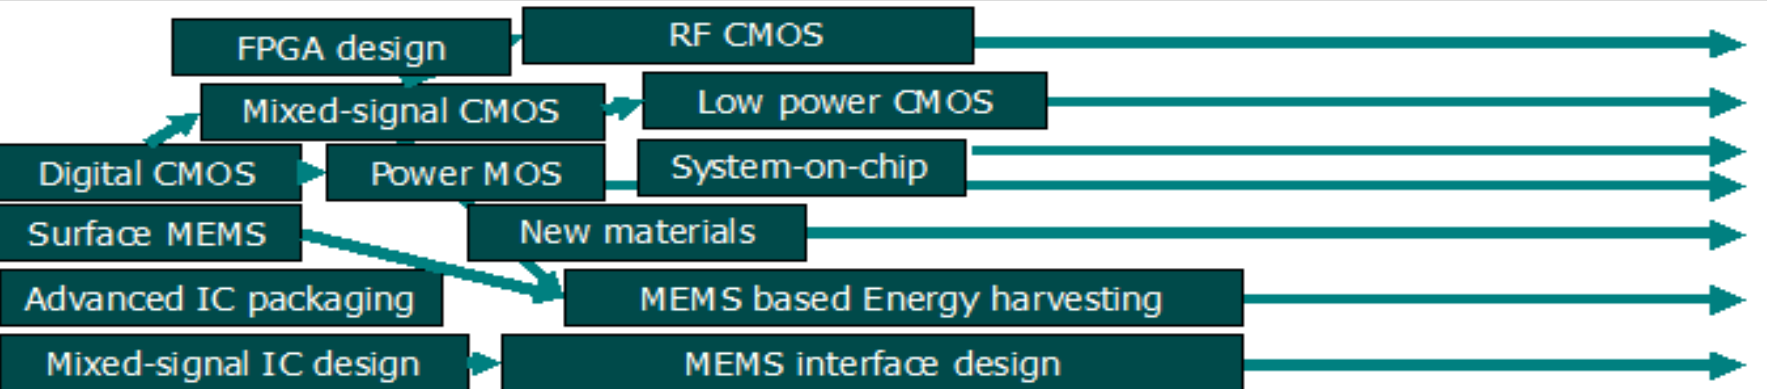 FPGA design
RF CMOS
Mixed-signal CMOS
Low power CMOS
Digital CMOS
Power MOS
System-on-chip
Surface MEMS
New materials
Advanced IC packaging
MEMS based Energy harvesting
Mixed-signal IC design
MEMS interface design